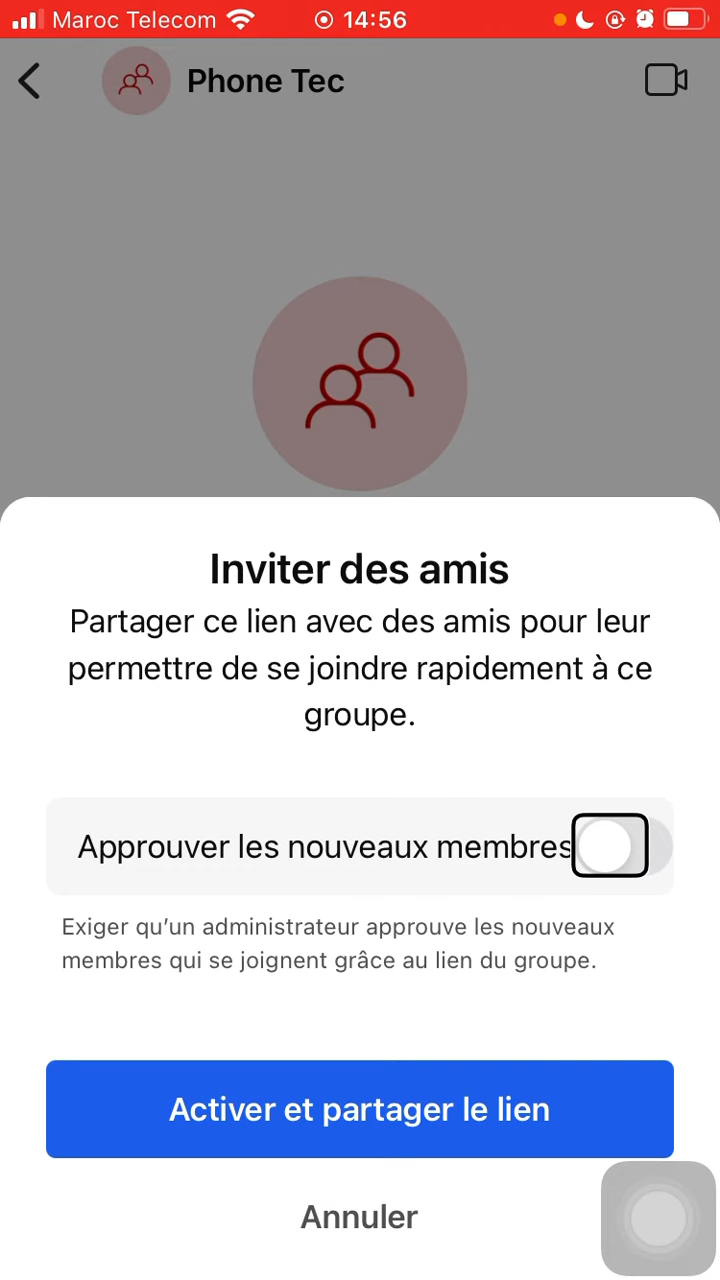 Maroc Telecom 14:56
Phone Tec
Inviter des amis
Partager ce lien avec des amis pour leur
permettre de se joindre rapidement à ce
groupe.
Approuver les nouveaux membres
Exiger qu’un administrateur approuve les nouveaux
membres qui se joignent grâce au lien du groupe.
Activer et partager le lien
Annuler